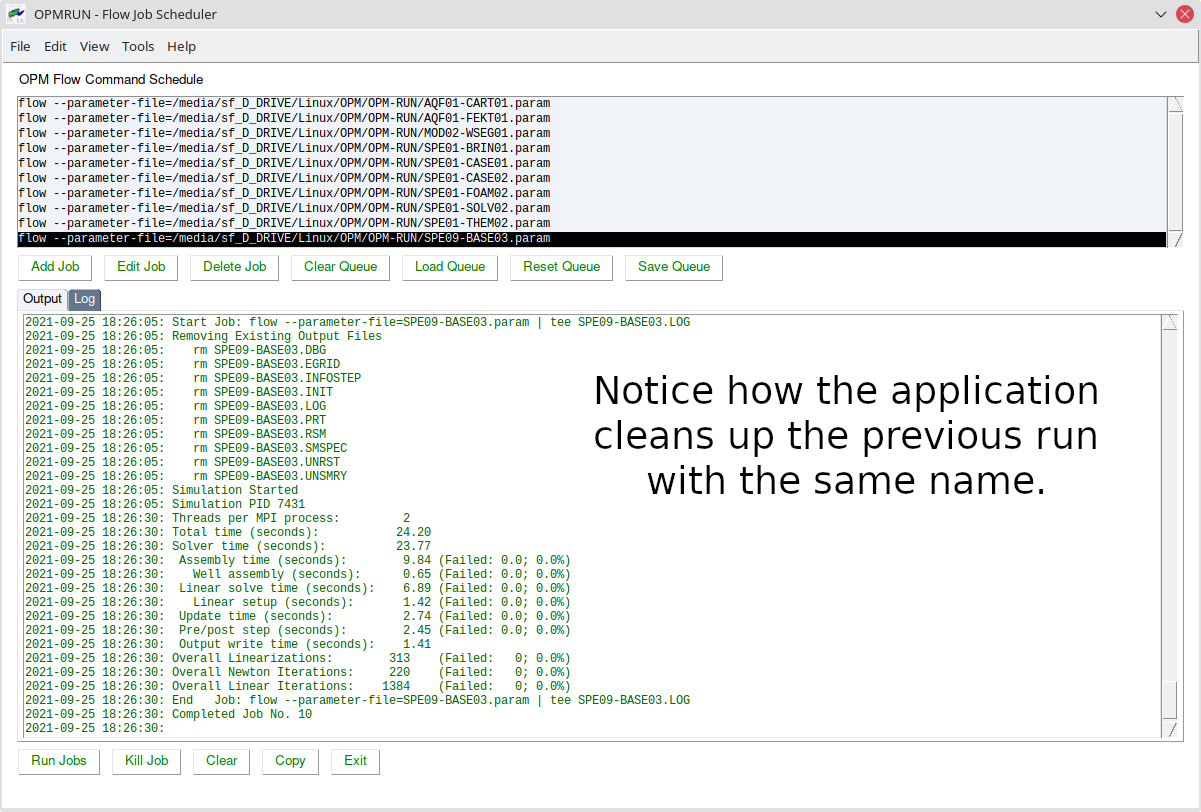 OPMRUN - Flow Job Scheduler
File Edit View Tools Help
OPM Flow Command Schedule
flow --parameter-file=/media/sf_D_DRIVE/Linux/OPM/OPM-RUN/AQF01-CART01.param
flow --parameter-file=/media/sf_D_DRIVE/Linux/OPM/OPM-RUN/AQF01-FEKT01.param
flow --parameter-file=/media/sf_D_DRIVE/Linux/OPM/OPM-RUN/MOD02-WSEG01.param
flow --parameter-file=/media/sf_D_DRIVE/Linux/OPM/OPM-RUN/SPE01-BRIN01.param
flow --parameter-file=/media/sf_D_DRIVE/Linux/OPM/OPM-RUN/SPE01-CASE01.param
flow --parameter-file=/media/sf_D_DRIVE/Linux/OPM/OPM-RUN/SPE01-CASE02.param
flow --parameter-file=/media/sf_D_DRIVE/Linux/OPM/OPM-RUN/SPE01-FOAM02.param
flow --parameter-file=/media/sf_D_DRIVE/Linux/OPM/OPM-RUN/SPE01-SOLV02.param
flow --parameter-file=/media/sf_D_DRIVE/Linux/OPM/OPM-RUN/SPE01-THEM02.param
flow --parameter-file=/media/sf_D_DRIVE/Linux/OPM/OPM-RUN/SPE09-BASE03.param
Add Job Edit Job Delete Job Clear Queue Load Queue Reset Queue Save Queue
Output Log
2021-09-25 18:26:05: Start Job: flow --parameter-file=SPE09-BASE03.param | tee SPE09-BASE03.LOG
2021-09-25 18:26:05: Removing Existing Output Files
2021-09-25 18:26:05:    rm SPE09-BASE03.DBG
2021-09-25 18:26:05:    rm SPE09-BASE03.EGRID
2021-09-25 18:26:05:    rm SPE09-BASE03.INFOSTEP
2021-09-25 18:26:05:    rm SPE09-BASE03.INIT
2021-09-25 18:26:05:    rm SPE09-BASE03.LOG
2021-09-25 18:26:05:    rm SPE09-BASE03.PRT
2021-09-25 18:26:05:    rm SPE09-BASE03.RSM
2021-09-25 18:26:05:    rm SPE09-BASE03.SMSPEC
2021-09-25 18:26:05:    rm SPE09-BASE03.UNRST
2021-09-25 18:26:05:    rm SPE09-BASE03.UNSMRY
2021-09-25 18:26:05: Simulation Started
2021-09-25 18:26:05: Simulation PID 7431
2021-09-25 18:26:30: Threads per MPI process:         2
2021-09-25 18:26:30: Total time (seconds):           24.20
2021-09-25 18:26:30: Solver time (seconds):          23.77
2021-09-25 18:26:30:  Assembly time (seconds):        9.84 (Failed: 0.0; 0.0%)
2021-09-25 18:26:30:    Well assembly (seconds):      0.65 (Failed: 0.0; 0.0%)
2021-09-25 18:26:30:  Linear solve time (seconds):    6.89 (Failed: 0.0; 0.0%)
2021-09-25 18:26:30:    Linear setup (seconds):       1.42 (Failed: 0.0; 0.0%)
2021-09-25 18:26:30:  Update time (seconds):          2.74 (Failed: 0.0; 0.0%)
2021-09-25 18:26:30:  Pre/post step (seconds):        2.45 (Failed: 0.0; 0.0%)
2021-09-25 18:26:30:  Output write time (seconds):    1.41
2021-09-25 18:26:30: Overall Linearizations:        313    (Failed:   0; 0.0%)
2021-09-25 18:26:30: Overall Newton Iterations:     220    (Failed:   0; 0.0%)
2021-09-25 18:26:30: Overall Linear Iterations:    1384    (Failed:   0; 0.0%)
2021-09-25 18:26:30: End   Job: flow --parameter-file=SPE09-BASE03.param | tee SPE09-BASE03.LOG
2021-09-25 18:26:30: Completed Job No. 10
2021-09-25 18:26:30:
Notice how the application
cleans up the previous run
with the same name.
Run Jobs Kill Job Clear Copy Exit